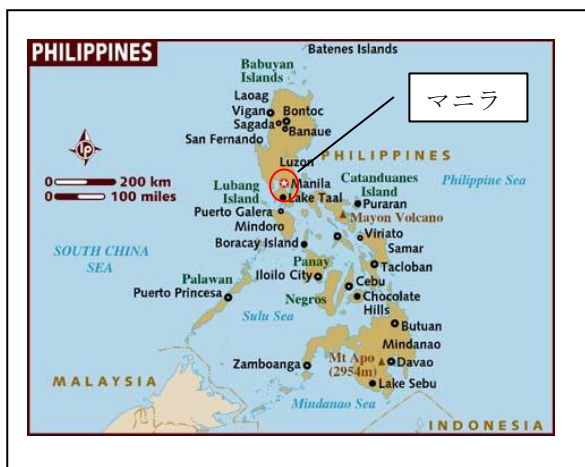 PHILIPPINES
Batenes Islands
Babuyan
Islands
マニラ
Laoag
Vigan
Bontoc
Sagada
Banaue
San Fernando
LP
Luzon
PHILIPPINES
0 200 km
0 100 miles
Manila
Catanduanes
Island
Philippine Sea
Lubang
Island
Lake Taal
Puraran
Puerto Galera
Mayon Volcano
Mindoro
Viriato
Samar
SOUTH CHINA
SEA
Boracay Island
Tacloban
Panay
Palawan
Iloilo City
Cebu
Puerto Princesa
Negros
Chocolate
Hills
Sulu Sea
Butuan
Mindanao
Mt Apo
(2954m)
Zamboanga
Davao
MALAYSIA
Lake Sebu
Mindanao Sea
INDONESIA